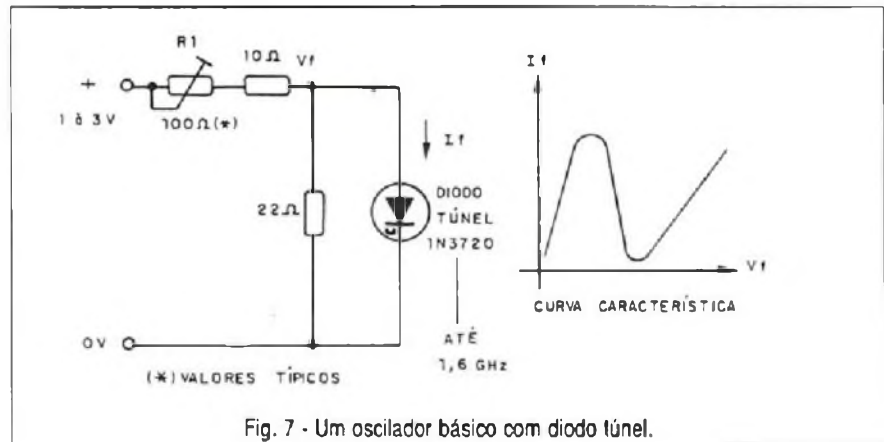 R1
10Ω
Vf
+
1 à 3V
100Ω(*)
If
22Ω
DIODO
TÚNEL
1N3720
0V
ATÉ
1,6 GHz
(*)VALORES TÍPICOS
If
Vf
CURVA CARACTERÍSTICA
Fig. 7 - Um oscilador básico com diodo túnel.